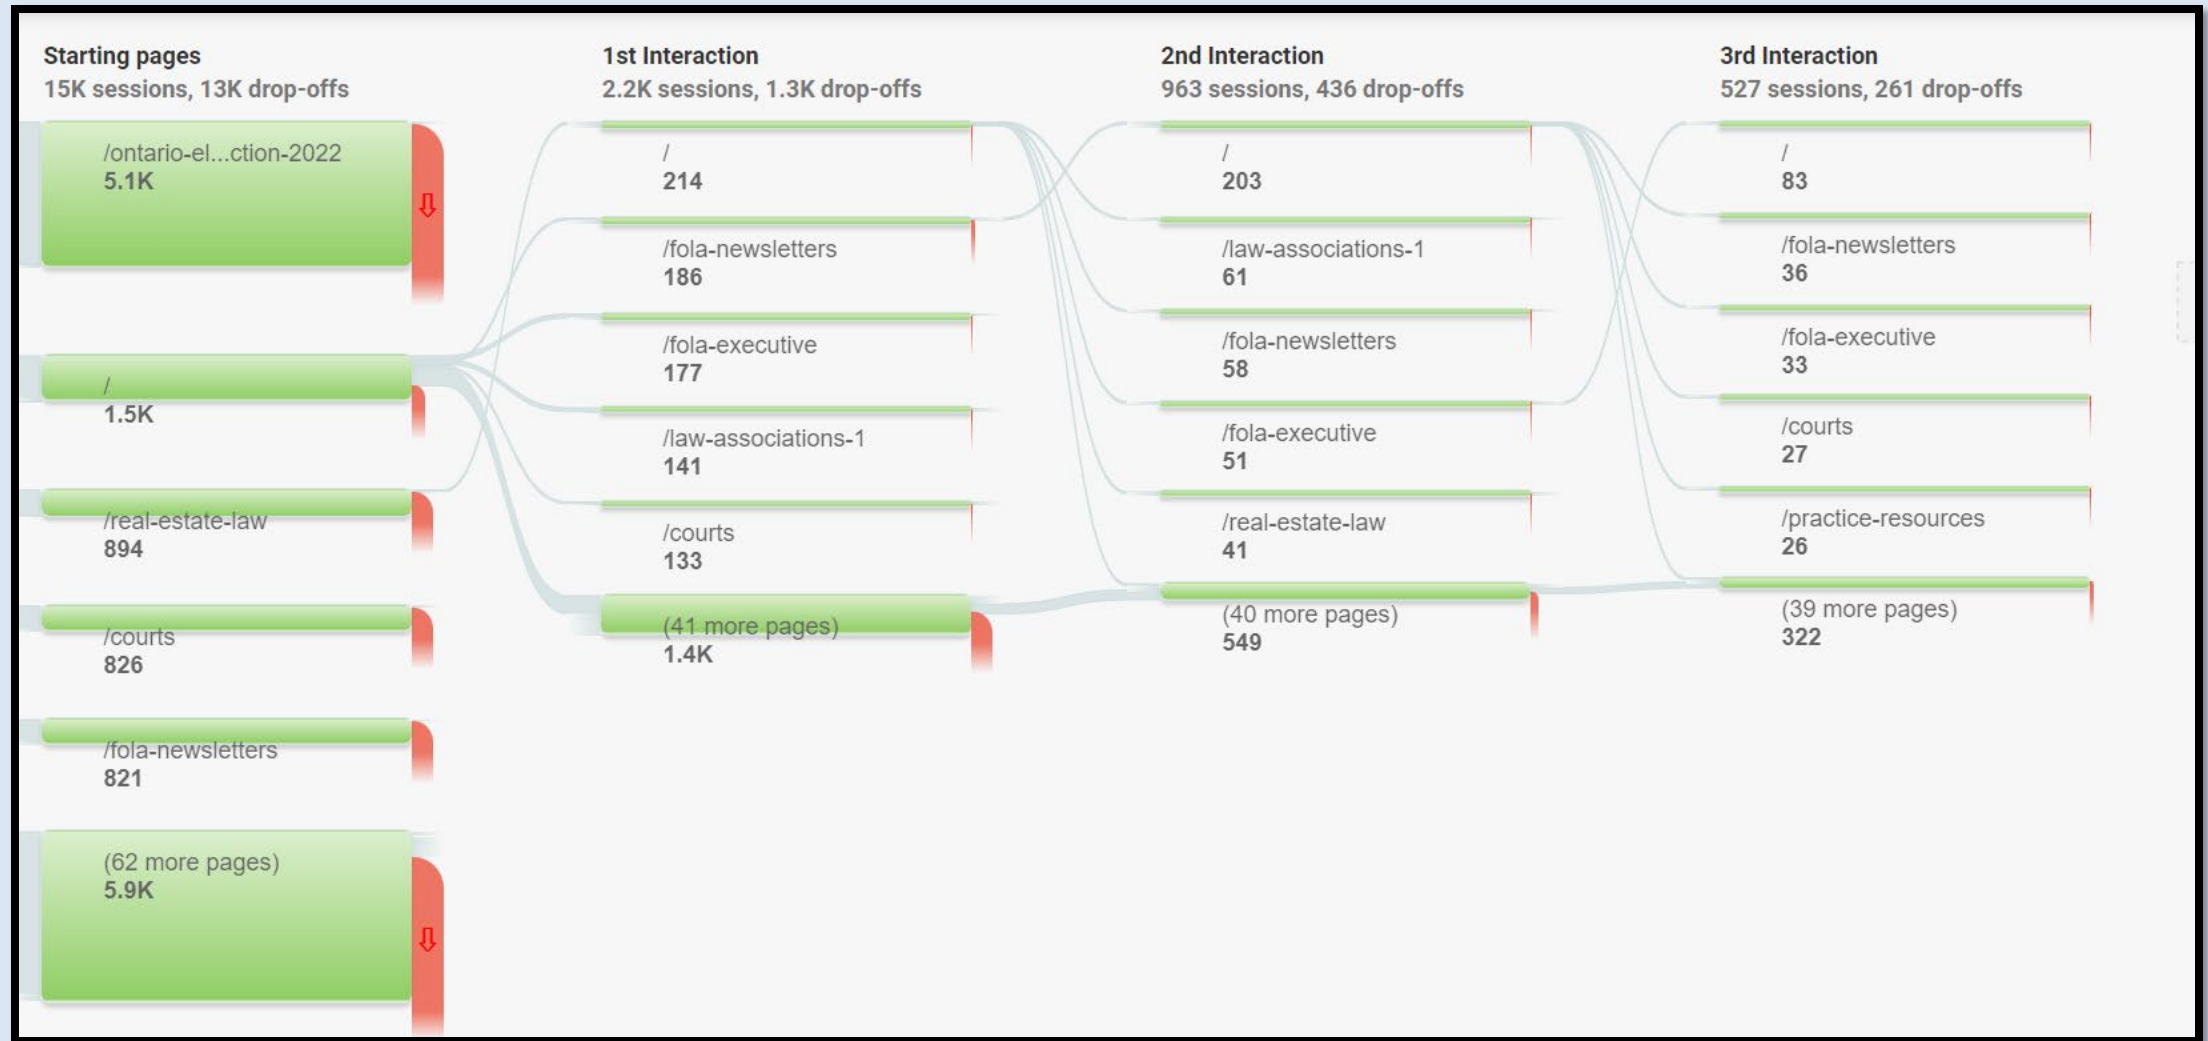 Starting pages
15K sessions, 13K drop-offs
/ontario-el...ction-2022
5.1K
/
1.5K
/real-estate-law
894
/courts
826
/fola-newsletters
821
(62 more pages)
5.9K
1st Interaction
2.2K sessions, 1.3K drop-offs
/
214
/fola-newsletters
186
/fola-executive
177
/law-associations-1
141
/courts
133
(41 more pages)
1.4K
2nd Interaction
963 sessions, 436 drop-offs
/
203
/law-associations-1
61
/fola-newsletters
58
/fola-executive
51
/real-estate-law
41
(40 more pages)
549
3rd Interaction
527 sessions, 261 drop-offs
/
83
/fola-newsletters
36
/fola-executive
33
/courts
27
/practice-resources
26
(39 more pages)
322